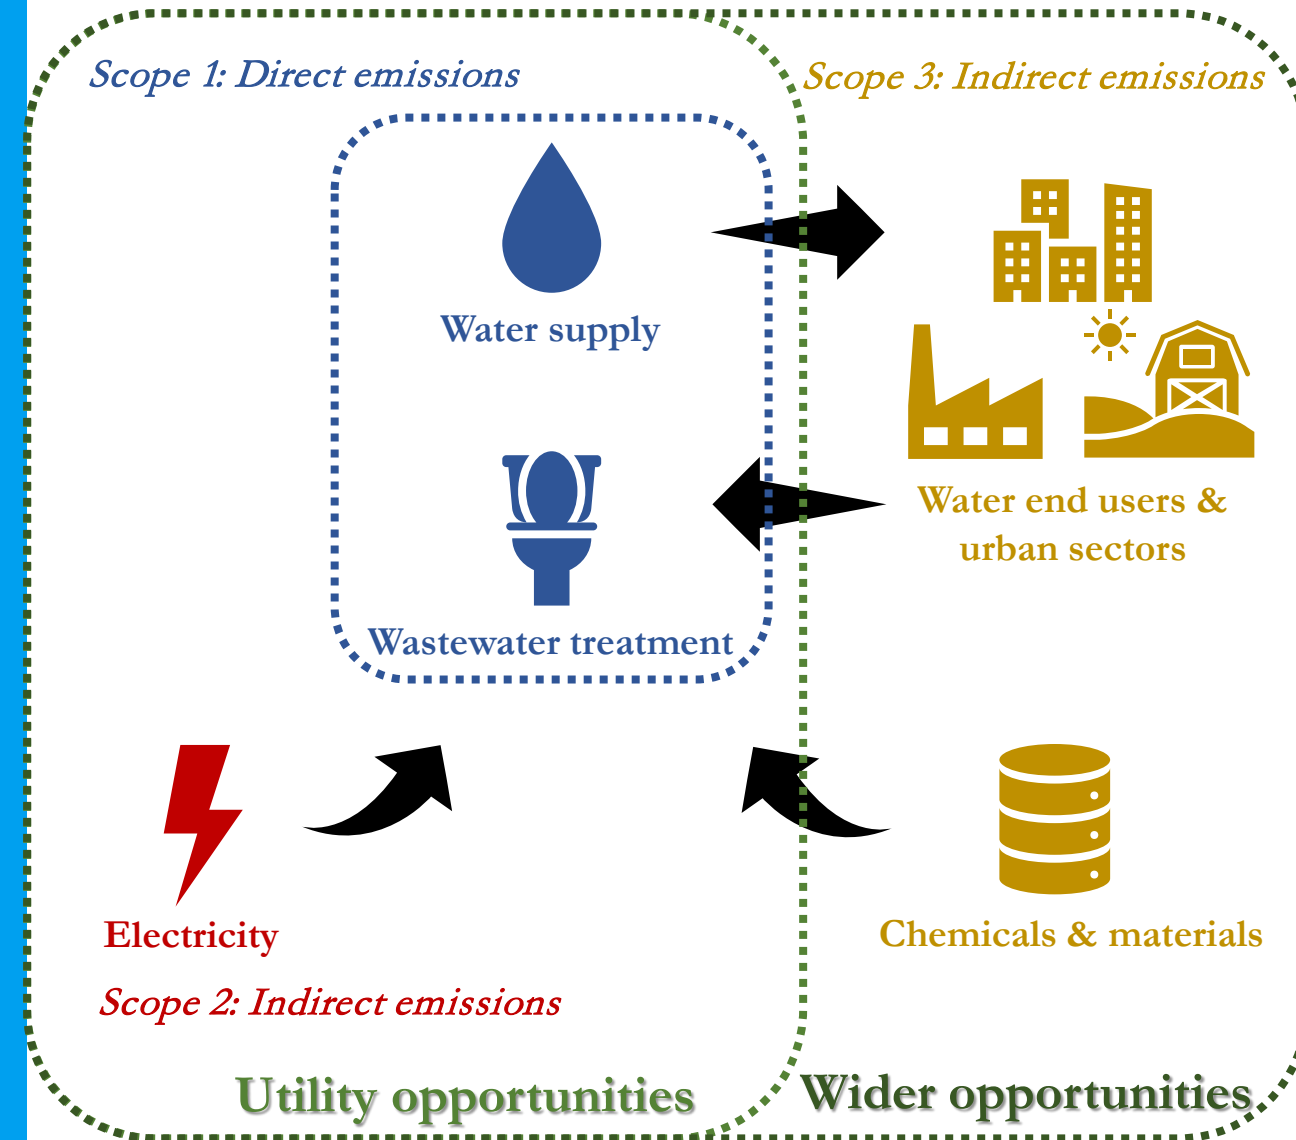 Scope 1: Direct emissions
Scope 3: Indirect emissions
Water supply
Water end users &
urban sectors
Wastewater treatment
Electricity
Chemicals & materials
Scope 2: Indirect emissions
Utility opportunities
Wider opportunities